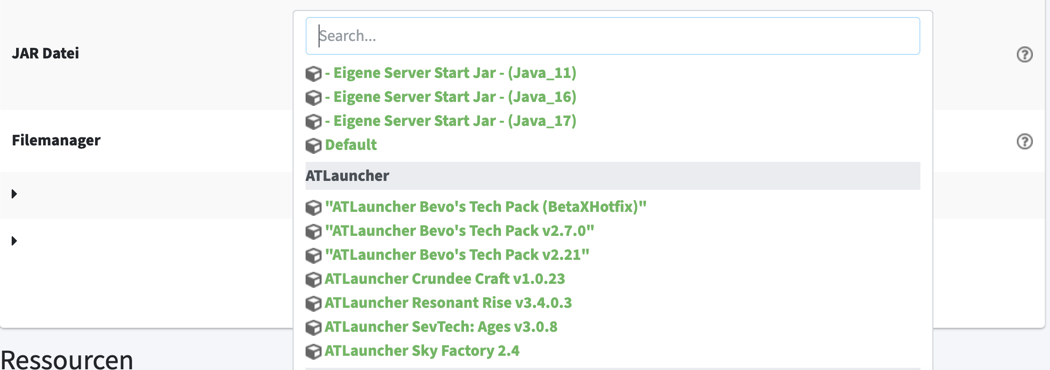 Search...
JAR Datei
- Eigene Server Start Jar - (Java_11)
- Eigene Server Start Jar - (Java_16)
- Eigene Server Start Jar - (Java_17)
Filemanager
Default
ATLauncher
"ATLauncher Bevo's Tech Pack (BetaXHotfix)"
"ATLauncher Bevo's Tech Pack v2.7.0"
"ATLauncher Bevo's Tech Pack v2.21"
ATLauncher Crundee Craft v1.0.23
ATLauncher Resonant Rise v3.4.0.3
ATLauncher SevTech: Ages v3.0.8
ATLauncher Sky Factory 2.4
Ressourcen